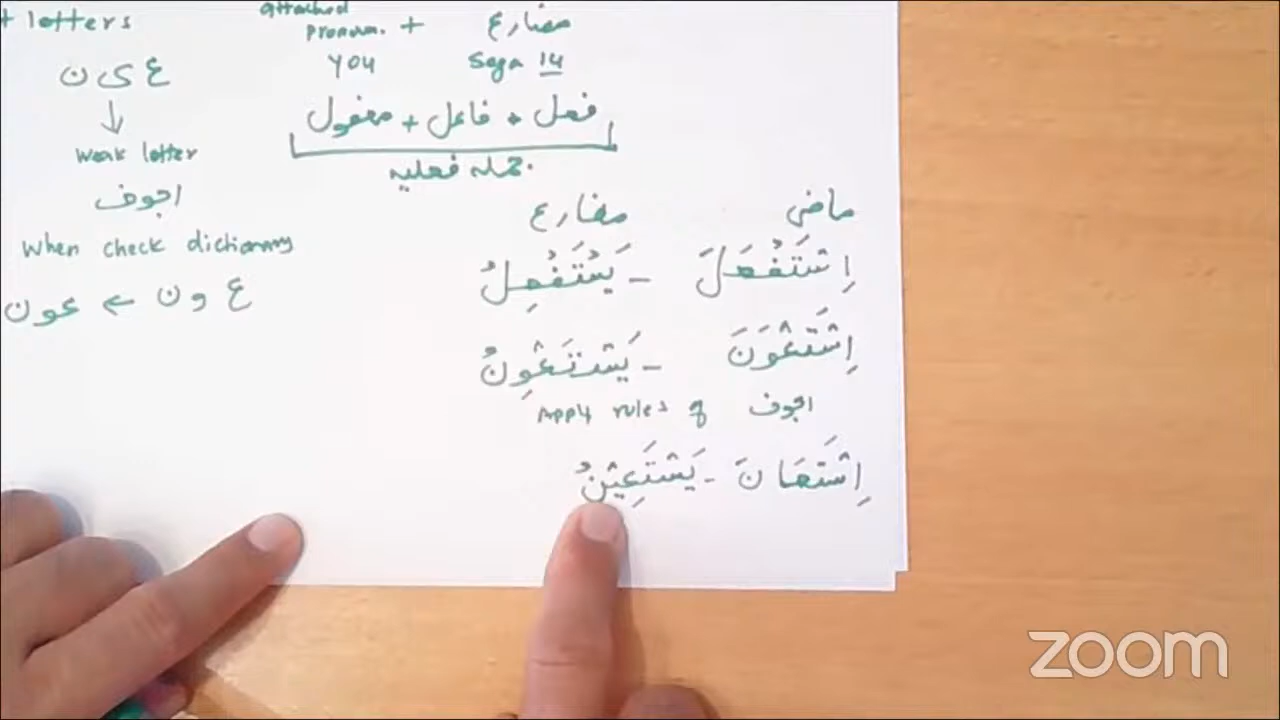 + letters
ع ی ن
weak letter
اجوف
When check dictionary
ع و ن ← عون
attached
pronoun. + مضارع
you Sega 14
فعل + فاعل + مفعول
جمله فعليه
ماضی مضارع
اِسْتَفْعَلَ - يَسْتَفْعِلُ
اِسْتَعْوَنَ - يَسْتَعْوِنُ
Apply rules of اجوف
اِسْتَعَانَ - يَسْتَعِيْنُ
zoom